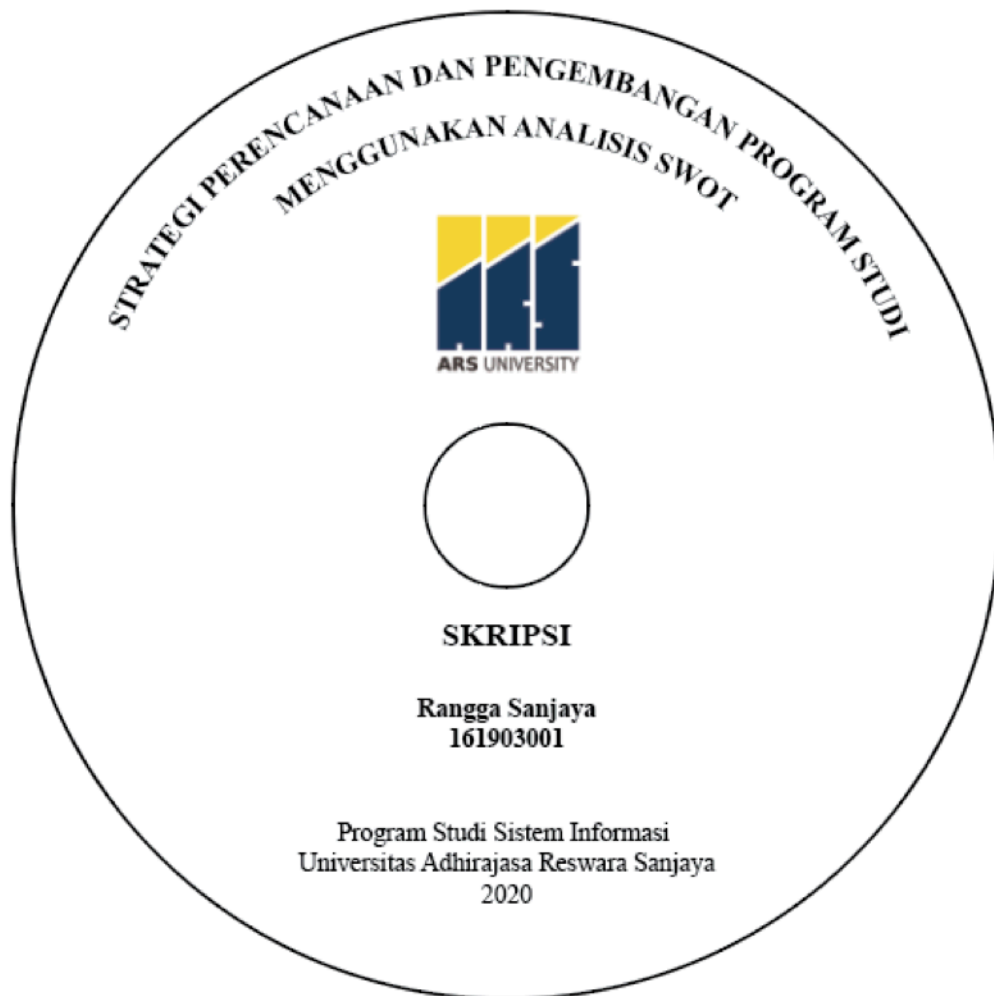 STRATEGI PERENCANAAN DAN PENGEMBANGAN PROGRAM STUDI
MENGGUNAKAN ANALISIS SWOT
ARS UNIVERSITY
SKRIPSI
Rangga Sanjaya
161903001
Program Studi Sistem Informasi
Universitas Adhirajasa Reswara Sanjaya
2020